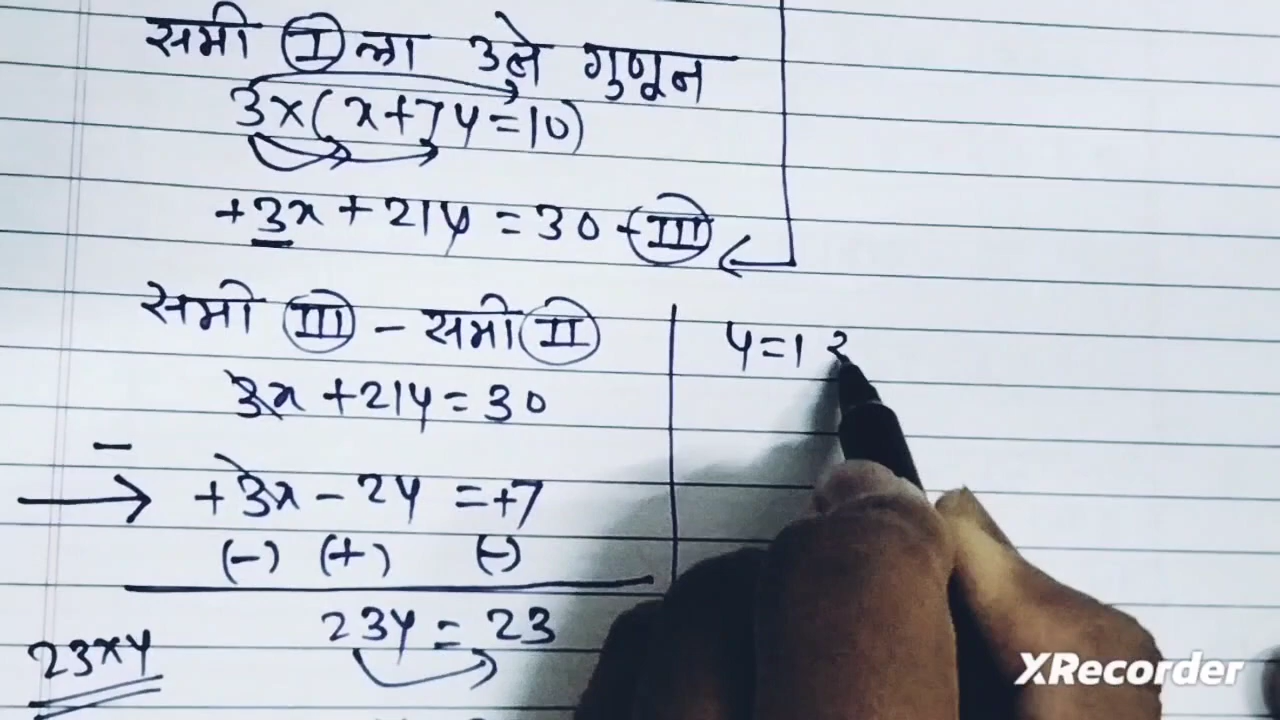 समी I ला 3ने गुणून
3x(x+7y=10)
+3x+21y=30-III
समी III - समी II
3x+21y=30
-
+3x-2y=+7
(-) (+) (-)
23y=23
23xy
y=1
XRecorder